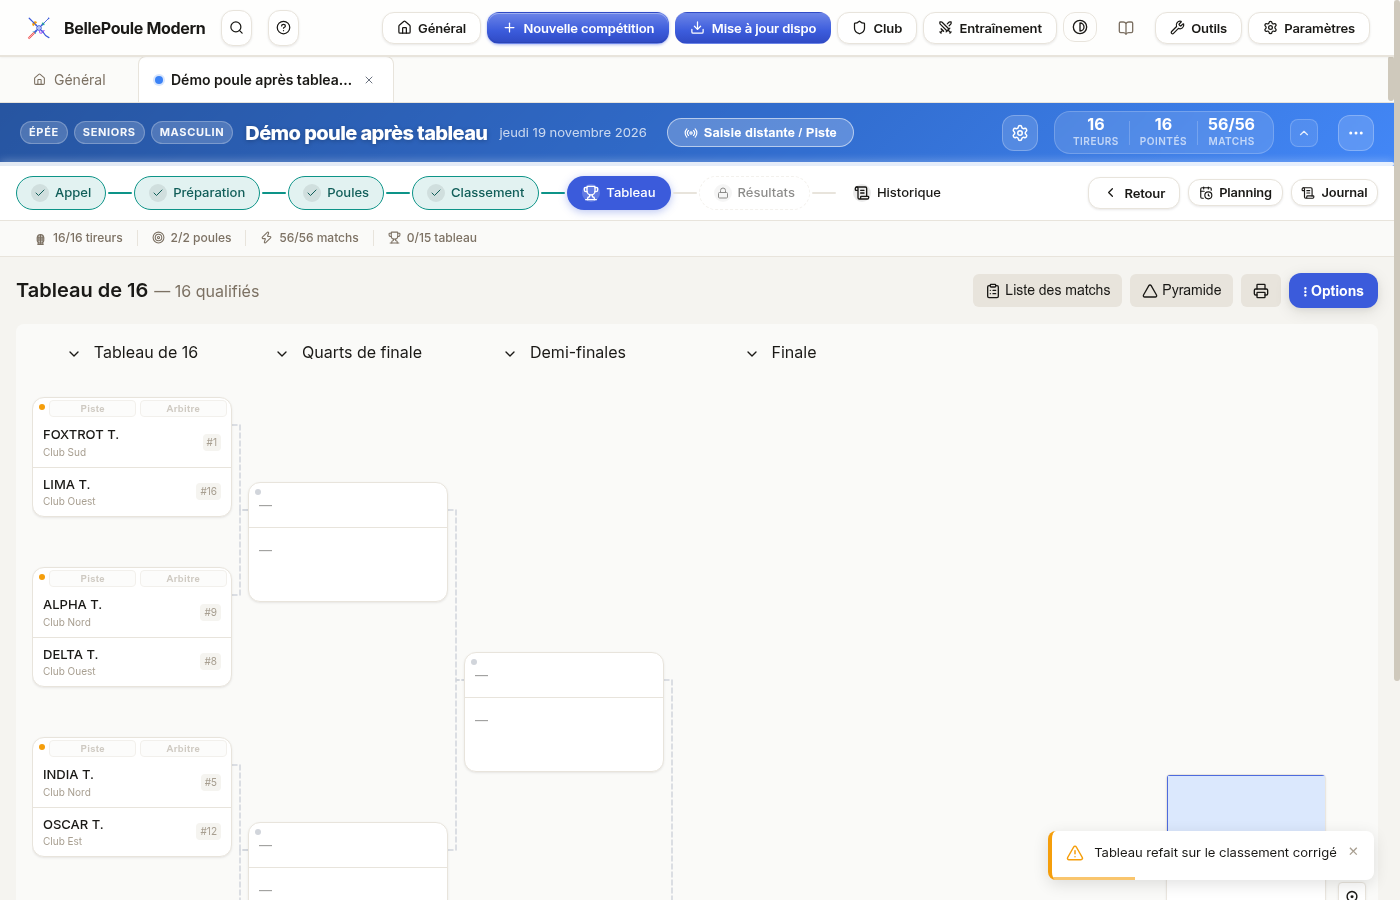 BellePoule Modern
Général
Nouvelle compétition
Mise à jour dispo
Club
Entraînement
Outils
Paramètres
Général
Démo poule après tablea...
ÉPÉE
SENIORS
MASCULIN
Démo poule après tableau
jeudi 19 novembre 2026
Saisie distante / Piste
16
TIREURS
16
POINTÉS
56/56
MATCHS
Appel
Préparation
Poules
Classement
Tableau
Résultats
Historique
Retour
Planning
Journal
16/16 tireurs
2/2 poules
56/56 matchs
0/15 tableau
Tableau de 16 — 16 qualifiés
Liste des matchs
Pyramide
Options
Tableau de 16
Quarts de finale
Demi-finales
Finale
Piste
Arbitre
FOXTROT T.
Club Sud
#1
LIMA T.
Club Ouest
#16
—
—
Piste
Arbitre
ALPHA T.
Club Nord
#9
DELTA T.
Club Ouest
#8
—
—
Piste
Arbitre
INDIA T.
Club Nord
#5
OSCAR T.
Club Est
#12
—
—
Tableau refait sur le classement corrigé